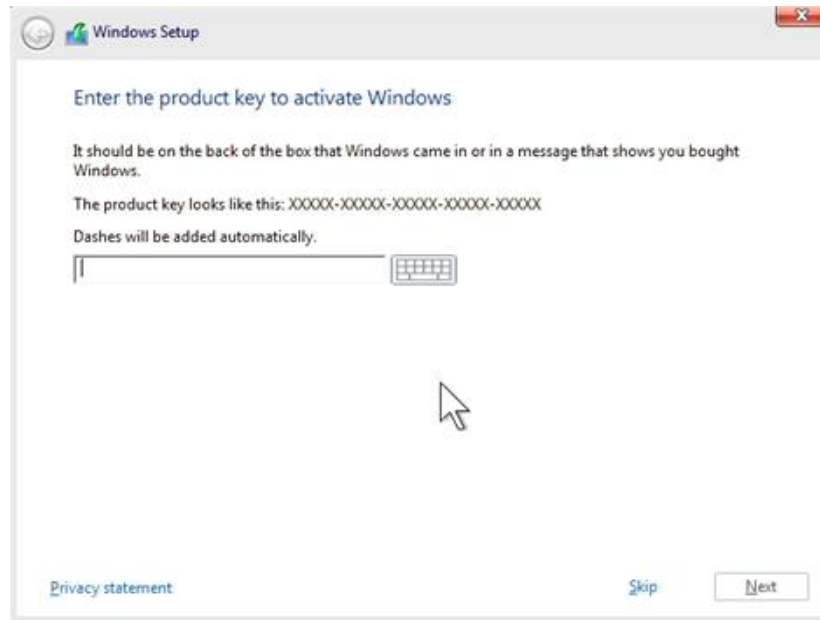 Windows Setup
Enter the product key to activate Windows
It should be on the back of the box that Windows came in or in a message that shows you bought
Windows.
The product key looks like this: XXXXX-XXXXX-XXXXX-XXXXX-XXXXX
Dashes will be added automatically.
Privacy statement
Skip
Next